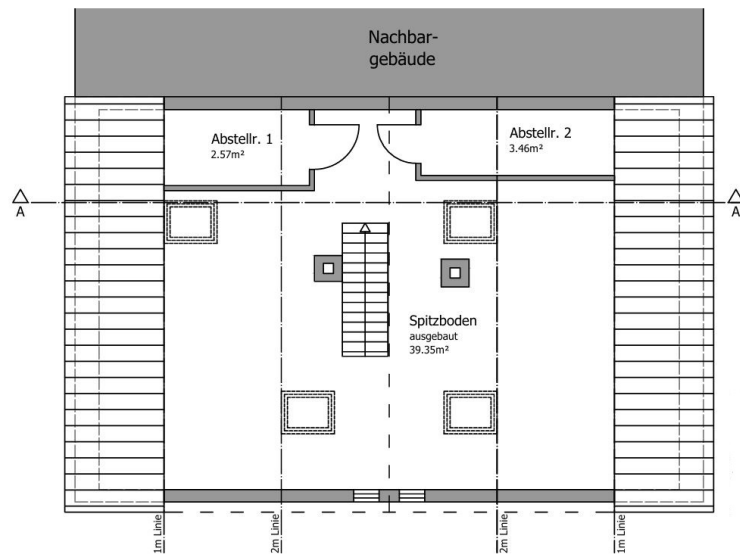 Nachbar-
gebäude
Abstellr. 1
2.57m²
Abstellr. 2
3.46m²
A
A
Spitzboden
ausgebaut
39.35m²
1m Linie
2m Linie
2m Linie
1m Linie